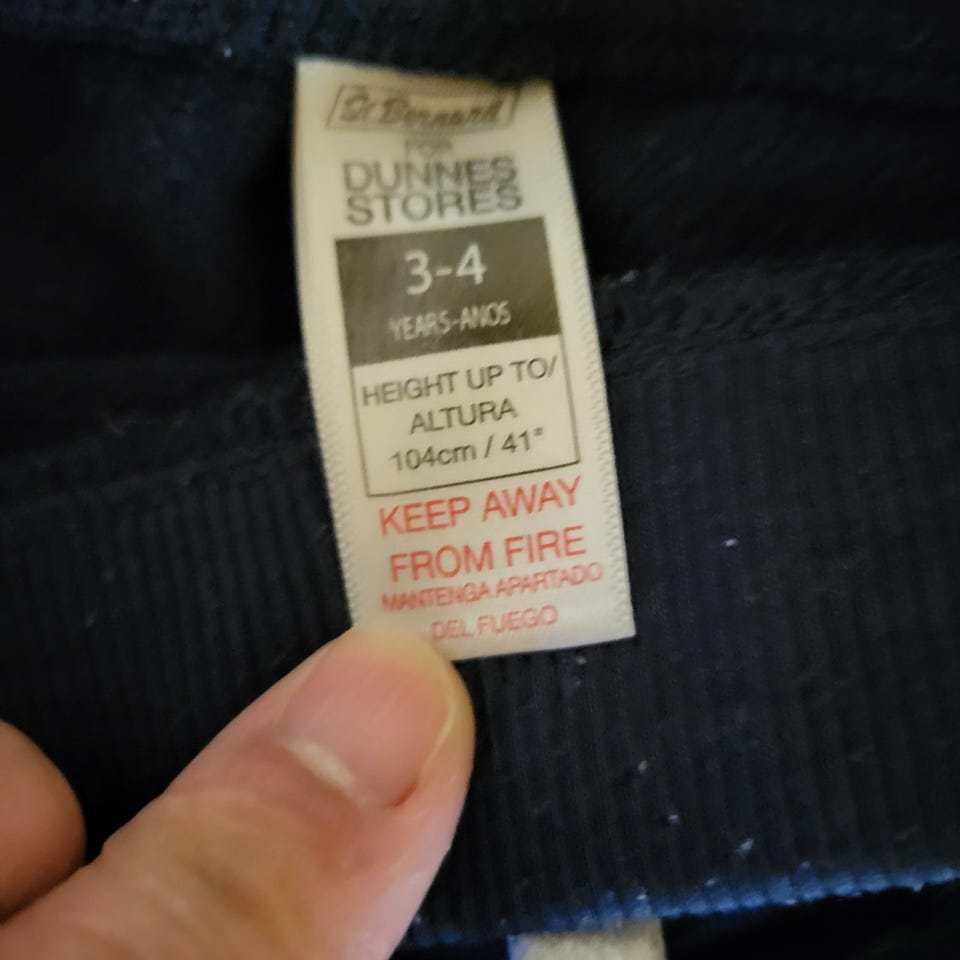 St Bernard
FOR
DUNNES
STORES
3-4
YEARS-ANOS
HEIGHT UP TO/
ALTURA
104cm / 41"
KEEP AWAY
FROM FIRE
MANTENGA APARTADO
DEL FUEGO